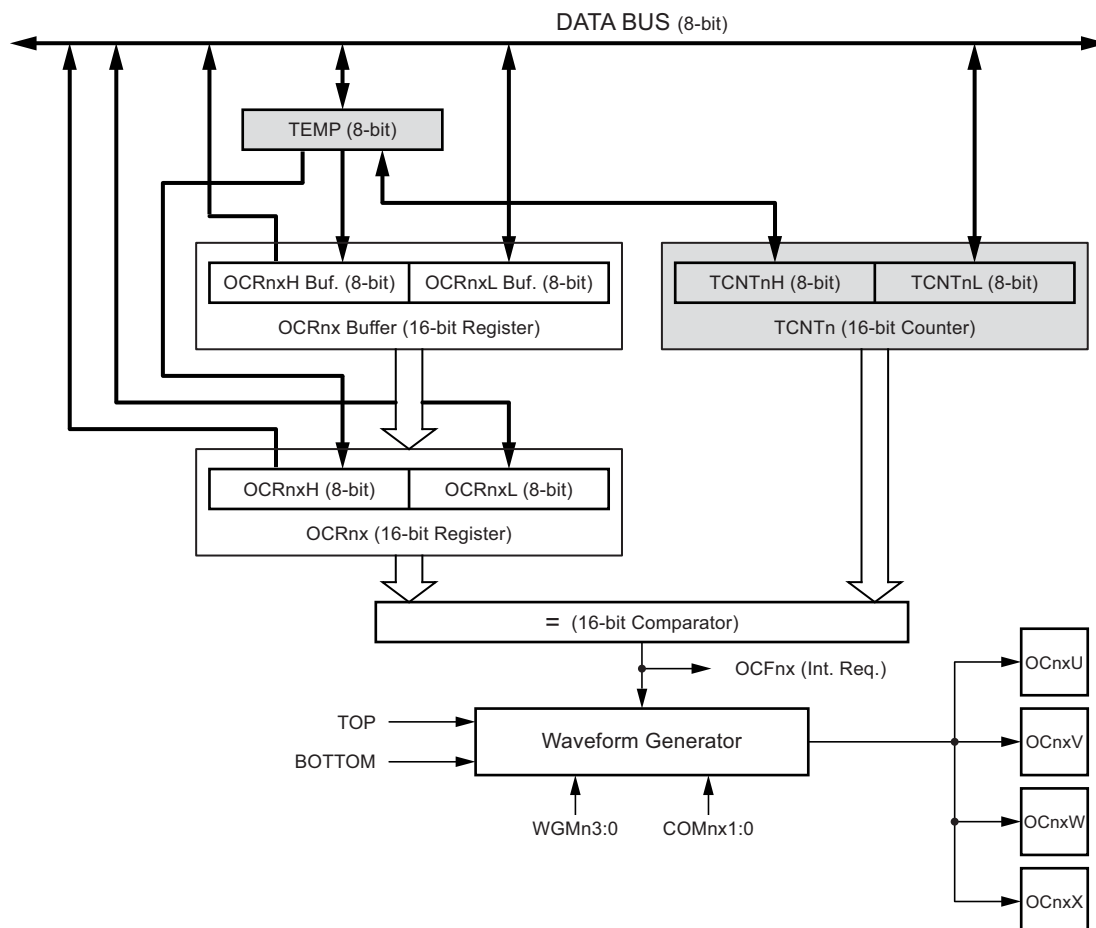 DATA BUS (8-bit)
TEMP (8-bit)
OCRnxH Buf. (8-bit) OCRnxL Buf. (8-bit)
OCRnx Buffer (16-bit Register)
TCNTnH (8-bit) TCNTnL (8-bit)
TCNTn (16-bit Counter)
OCRnxH (8-bit) OCRnxL (8-bit)
OCRnx (16-bit Register)
= (16-bit Comparator)
OCFnx (Int. Req.)
TOP
BOTTOM
Waveform Generator
WGMn3:0 COMnx1:0
OCnxU
OCnxV
OCnxW
OCnxX